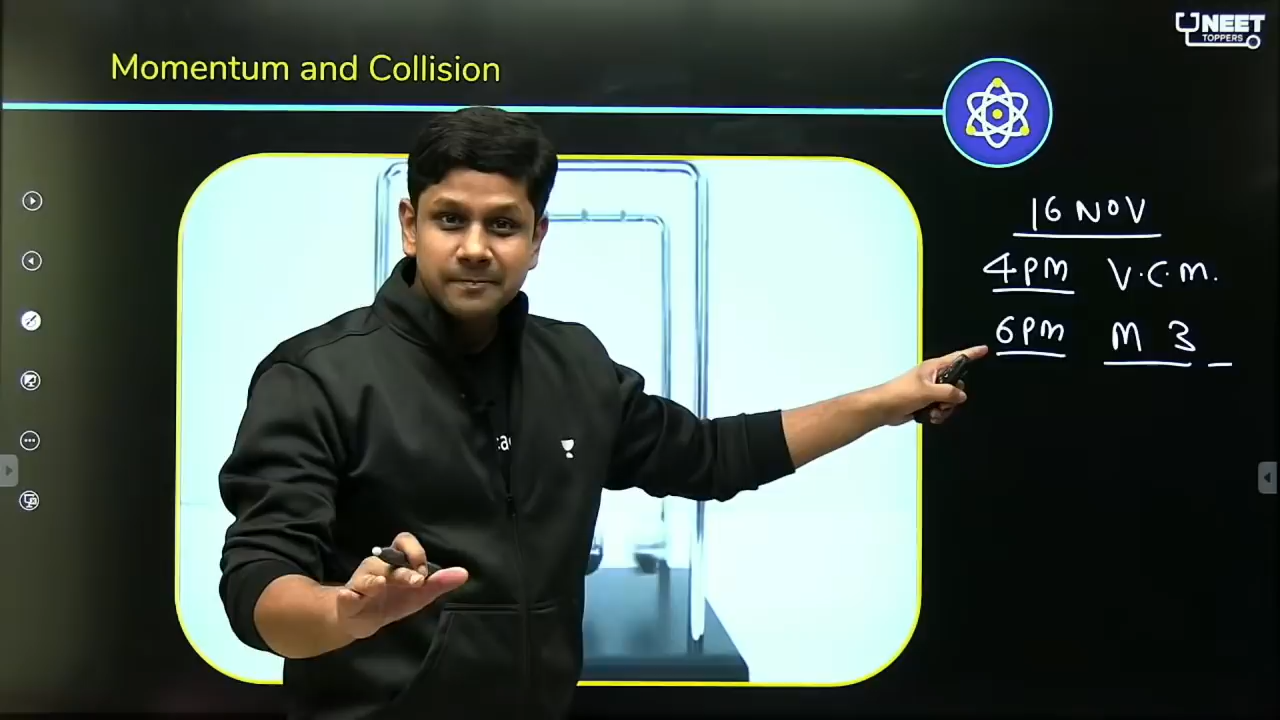 NEET
TOPPERS
Momentum and Collision
16 NOV
4PM V.C.M.
6PM M 3